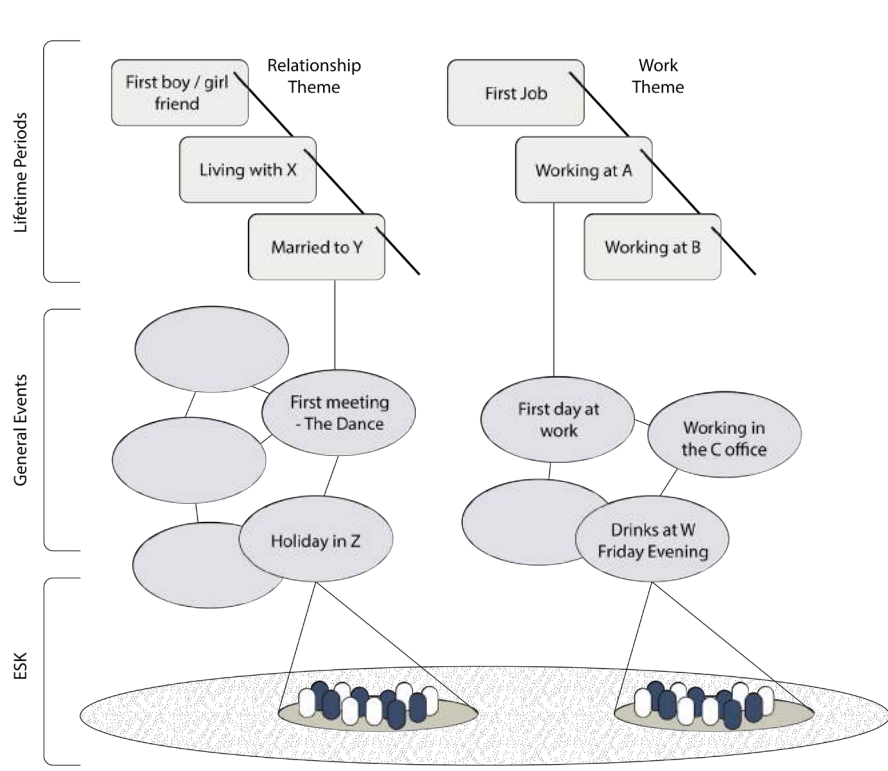 Lifetime Periods
First boy / girl
friend
Relationship
Theme
Living with X
Married to Y
First Job
Work
Theme
Working at A
Working at B
General Events
First meeting
- The Dance
Holiday in Z
First day at
work
Working in
the C office
Drinks at W
Friday Evening
ESK